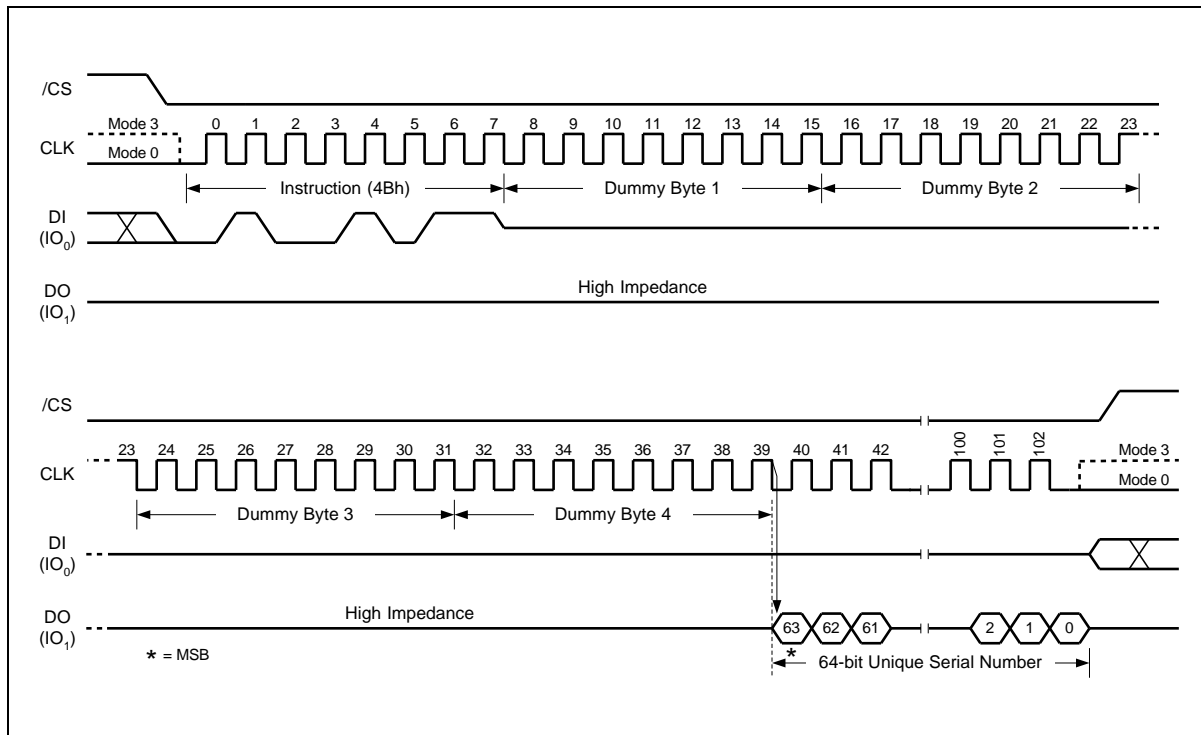 /CS
Mode 3 0 1 2 3 4 5 6 7 8 9 10 11 12 13 14 15 16 17 18 19 20 21 22 23
CLK
Mode 0
Instruction (4Bh) Dummy Byte 1 Dummy Byte 2
DI
(IO0)
High Impedance
DO
(IO1)
/CS
23 24 25 26 27 28 29 30 31 32 33 34 35 36 37 38 39 40 41 42 100 101 102
CLK Mode 3
Mode 0
Dummy Byte 3 Dummy Byte 4
DI
(IO0)
High Impedance
DO
(IO1)
63 62 61 2 1 0
* = MSB
* 64-bit Unique Serial Number